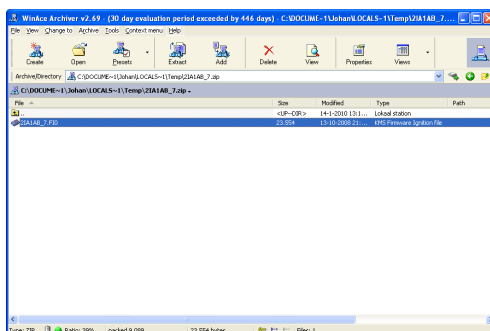 WinAce Archiver v2.69 - (30 day evaluation period exceeded by 446 days) - C:\DOCUME~1\Johan\LOCALS~1\Temp\2IA1AB_7....
File View Change to Archive Tools Context menu Help
Create Open Presets Extract Add Delete View Properties Views
Archive/Directory C:\DOCUME~1\Johan\LOCALS~1\Temp\2IA1AB_7.zip
C:\DOCUME~1\Johan\LOCALS~1\Temp\2IA1AB_7.zip
File Size Modified Type Path
.. <UP-DIR> 14-1-2010 13:1... Lokaal station
2IA1AB_7.FI0 23.554 13-10-2008 21:... KMS Firmware Ignition file
Type: ZIP Ratio: 39% packed 9.089 23.554 bytes Files: 1